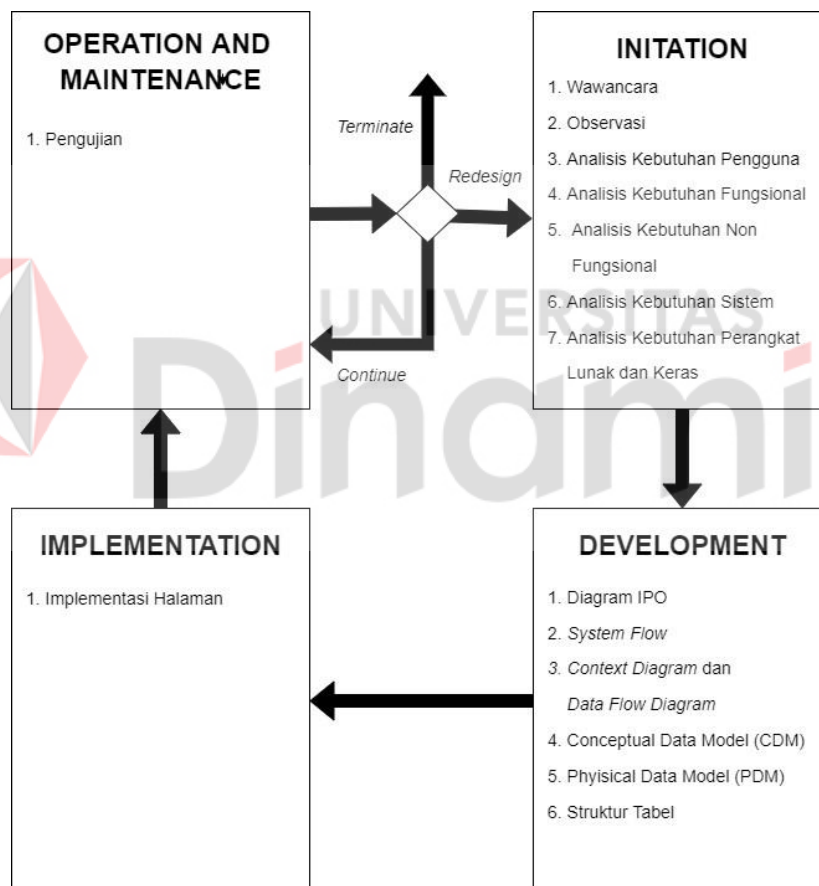 OPERATION AND
MAINTENANCE
1. Pengujian
Terminate
Redesign
Continue
INITATION
1. Wawancara
2. Observasi
3. Analisis Kebutuhan Pengguna
4. Analisis Kebutuhan Fungsional
5. Analisis Kebutuhan Non
Fungsional
6. Analisis Kebutuhan Sistem
7. Analisis Kebutuhan Perangkat
Lunak dan Keras
UNIVERSITAS
Dinami
IMPLEMENTATION
1. Implementasi Halaman
DEVELOPMENT
1. Diagram IPO
2. System Flow
3. Context Diagram dan
Data Flow Diagram
4. Conceptual Data Model (CDM)
5. Phyisical Data Model (PDM)
6. Struktur Tabel